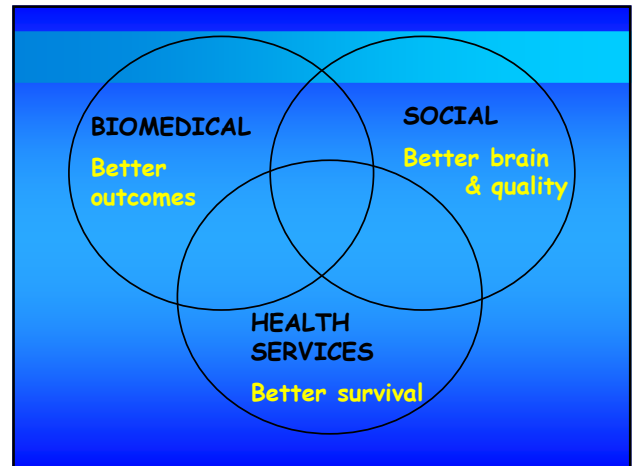 BIOMEDICAL
Better
outcomes
SOCIAL
Better brain
& quality
HEALTH
SERVICES
Better survival